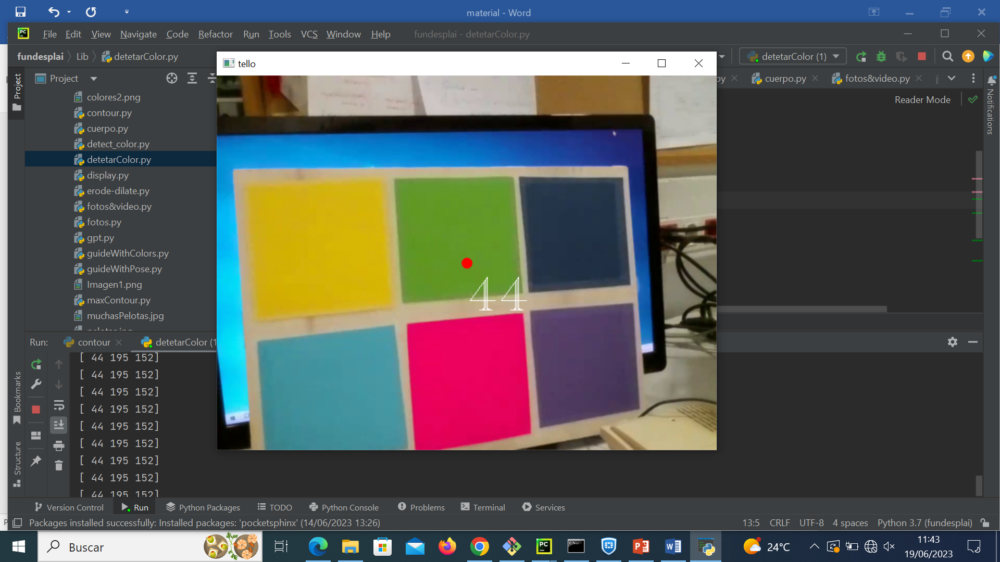 material - Word
File Edit View Navigate Code Refactor Run Tools VCS Window Help fundesplai - detetarColor.py
fundesplai Lib detetarColor.py
detetarColor (1)
tello
Project
Project
cuerpo.py
fotos&video.py
Reader Mode
Notifications
colores2.png
contour.py
cuerpo.py
detect_color.py
detetarColor.py
display.py
erode-dilate.py
fotos&video.py
fotos.py
gpt.py
guideWithColors.py
guideWithPose.py
Imagen1.png
maxContour.py
muchasPelotas.jpg
44
Run: contour detetarColor (1
[ 44 195 152]
[ 44 195 152]
[ 44 195 152]
[ 44 195 152]
[ 44 195 152]
[ 44 195 152]
[ 44 195 152]
[ 44 195 152]
[ 44 195 152]
Bookmarks
Structure
Version Control Run Python Packages TODO Python Console Problems Terminal Services
Packages installed successfully: Installed packages: 'pocketsphinx' (14/06/2023 13:26)
13:5 CRLF UTF-8 4 spaces Python 3.7 (fundesplai)
Buscar
24°C
11:43
19/06/2023